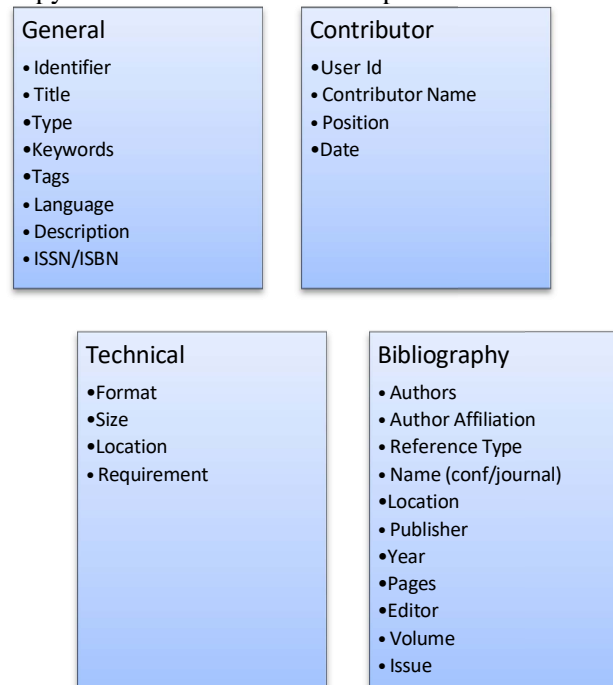 General
• Identifier
• Title
•Type
•Keywords
•Tags
• Language
• Description
• ISSN/ISBN
Contributor
•User Id
• Contributor Name
• Position
•Date
Technical
•Format
•Size
•Location
• Requirement
Bibliography
• Authors
• Author Affiliation
• Reference Type
• Name (conf/journal)
•Location
• Publisher
•Year
•Pages
•Editor
• Volume
• Issue